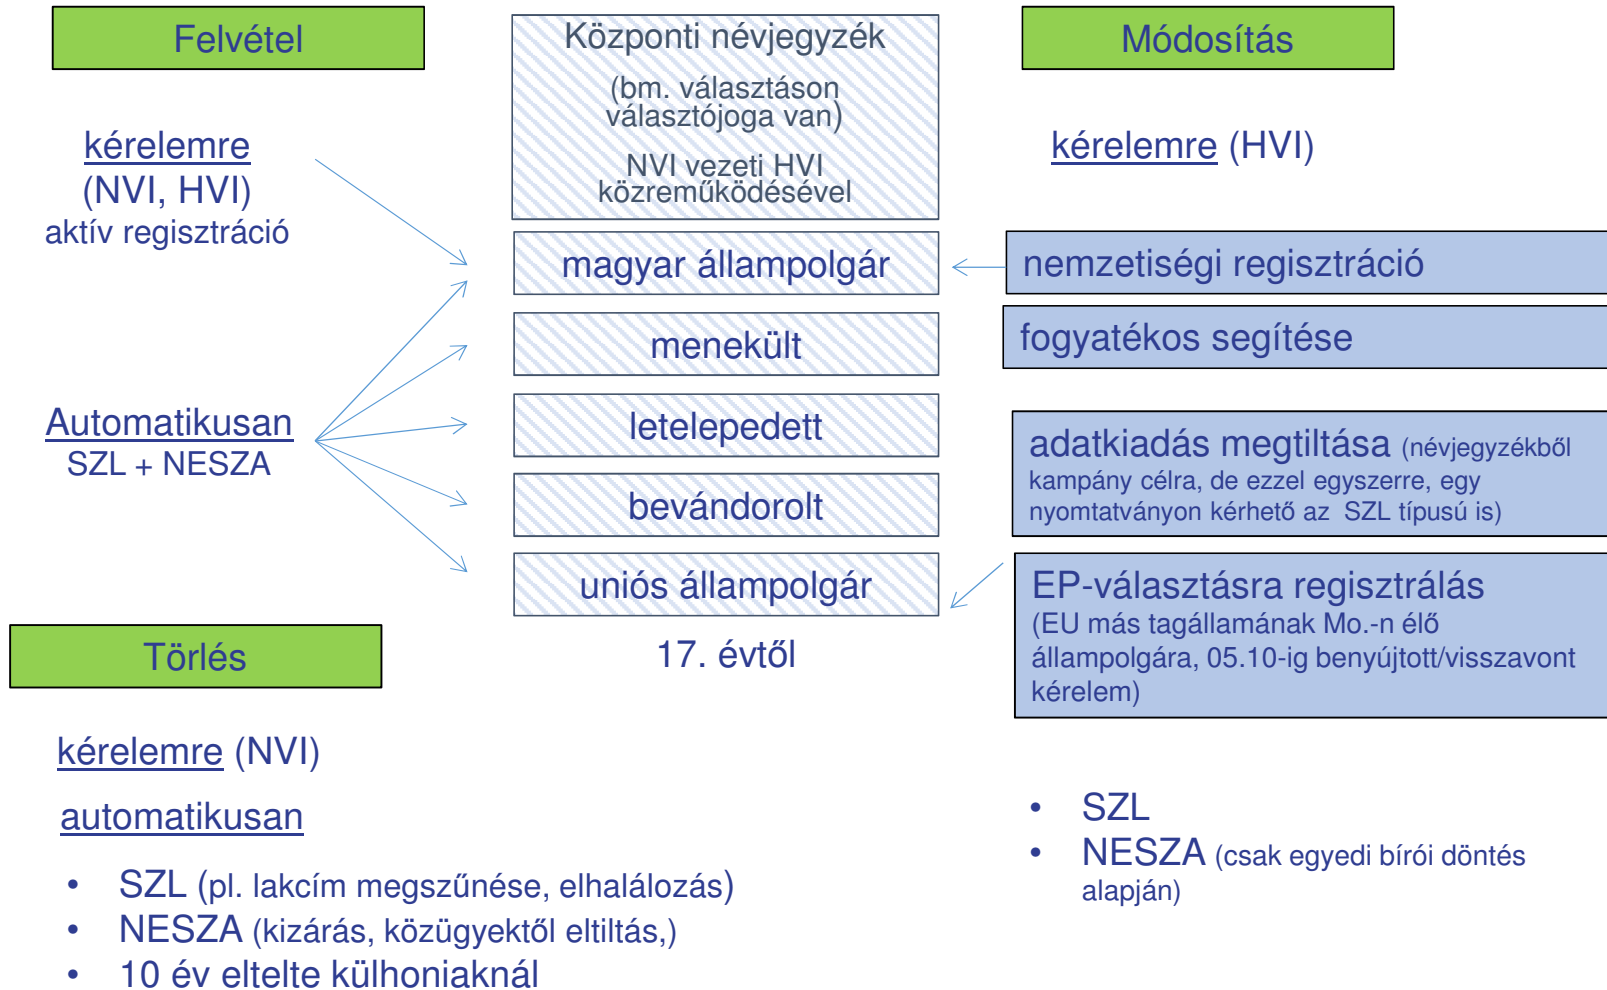 Felvétel
kérelemre
(NVI, HVI)
aktív regisztráció
Automatikusan
SZL + NESZA
Központi névjegyzék
(bm. választáson
választójoga van)
NVI vezeti HVI
közreműködésével
magyar állampolgár
menekült
letelepedett
bevándorolt
uniós állampolgár
17. évtől
Módosítás
kérelemre (HVI)
nemzetiségi regisztráció
fogyatékos segítése
adatkiadás megtiltása (névjegyzékből
kampány célra, de ezzel egyszerre, egy
nyomtatványon kérhető az SZL típusú is)
EP-választásra regisztrálás
(EU más tagállamának Mo.-n élő
állampolgára, 05.10-ig benyújtott/visszavont
kérelem)
• SZL
• NESZA (csak egyedi bírói döntés
alapján)
Törlés
kérelemre (NVI)
automatikusan
• SZL (pl. lakcím megszűnése, elhalálozás)
• NESZA (kizárás, közügyektől eltiltás,)
• 10 év eltelte külhoniaknál